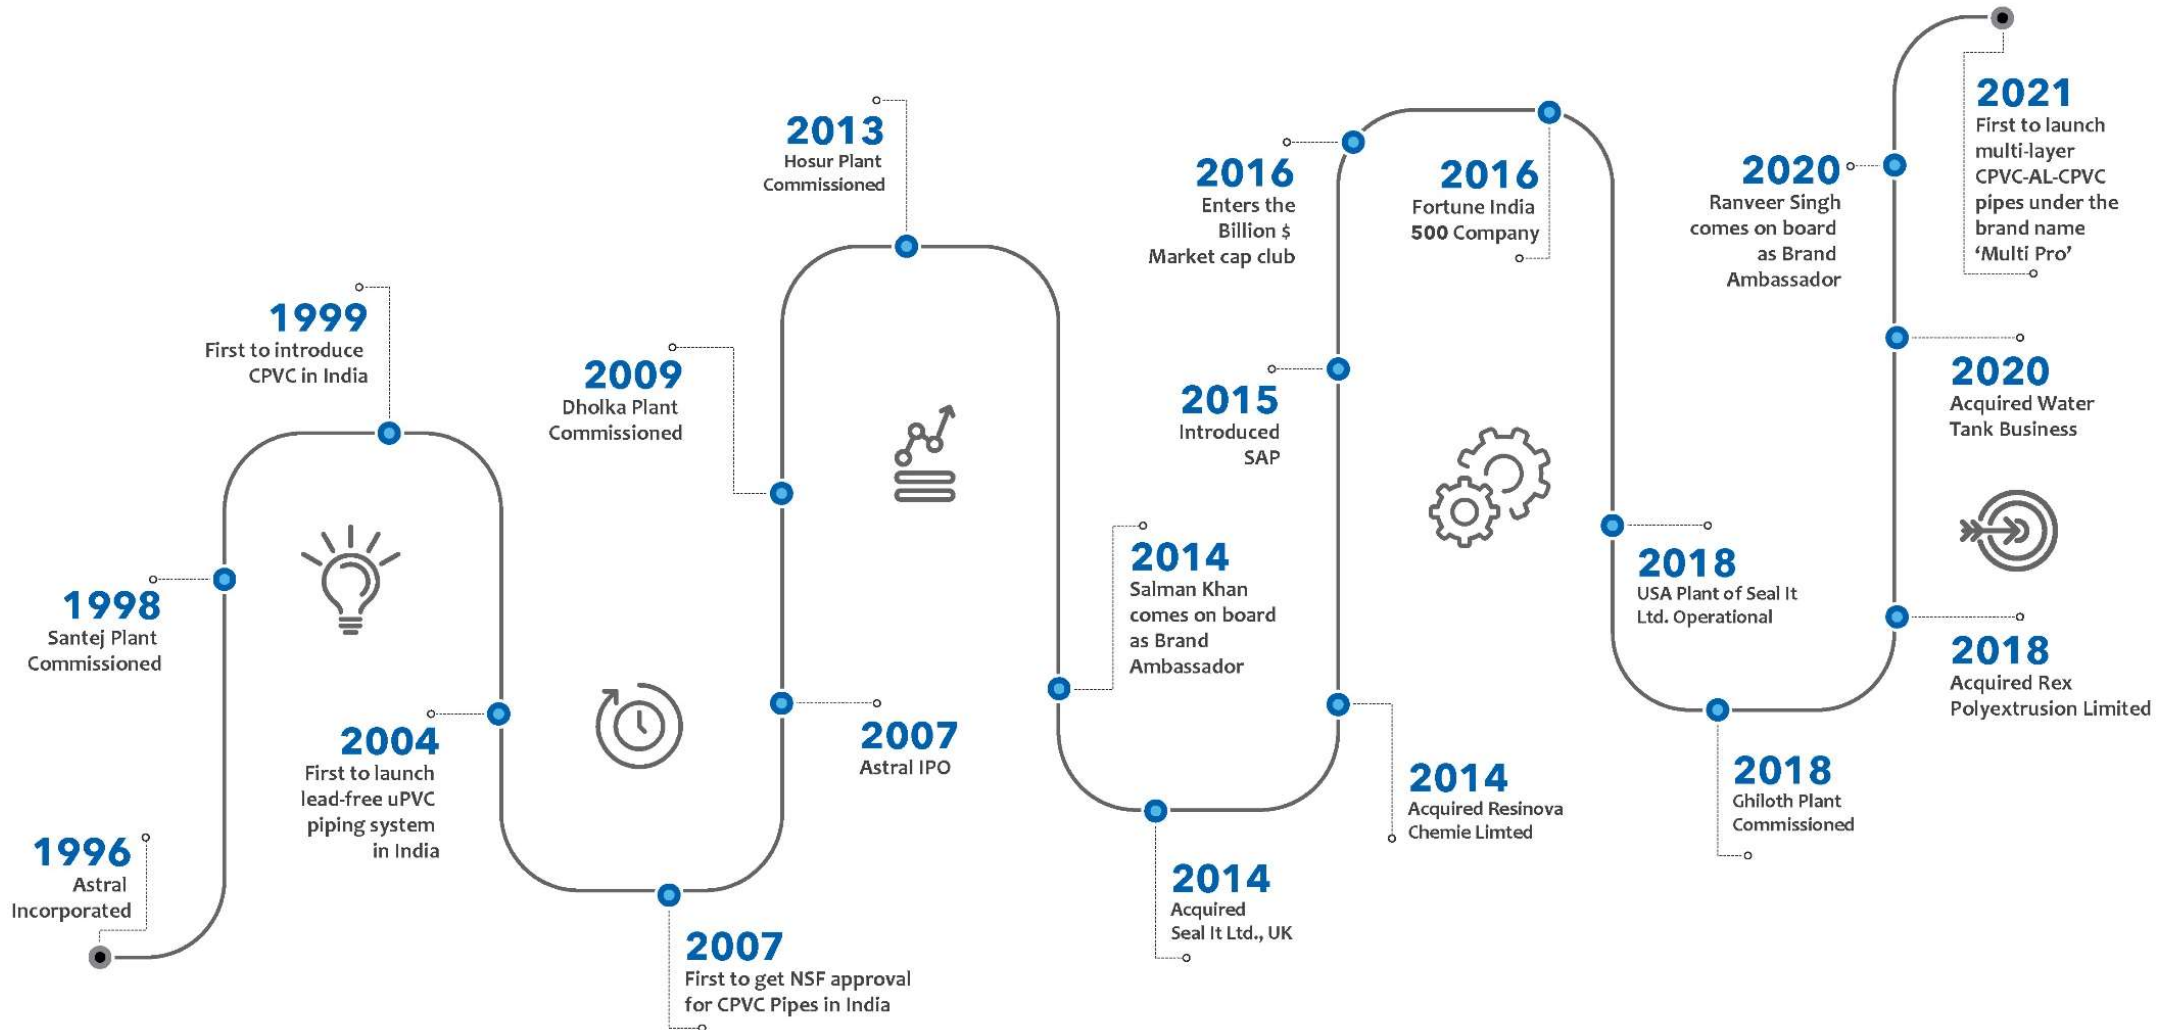 1996
Astral
Incorporated
1998
Santej Plant
Commissioned
1999
First to introduce
CPVC in India
2004
First to launch
lead-free uPVC
piping system
in India
2007
First to get NSF approval
for CPVC Pipes in India
2007
Astral IPO
2009
Dholka Plant
Commissioned
2013
Hosur Plant
Commissioned
2014
Salman Khan
comes on board
as Brand
Ambassador
2014
Acquired
Seal It Ltd., UK
2014
Acquired Resinova
Chemie Limted
2015
Introduced
SAP
2016
Enters the
Billion $
Market cap club
2016
Fortune India
500 Company
2018
USA Plant of Seal It
Ltd. Operational
2018
Ghiloth Plant
Commissioned
2018
Acquired Rex
Polyextrusion Limited
2020
Acquired Water
Tank Business
2020
Ranveer Singh
comes on board
as Brand
Ambassador
2021
First to launch
multi-layer
CPVC-AL-CPVC
pipes under the
brand name
‘Multi Pro’